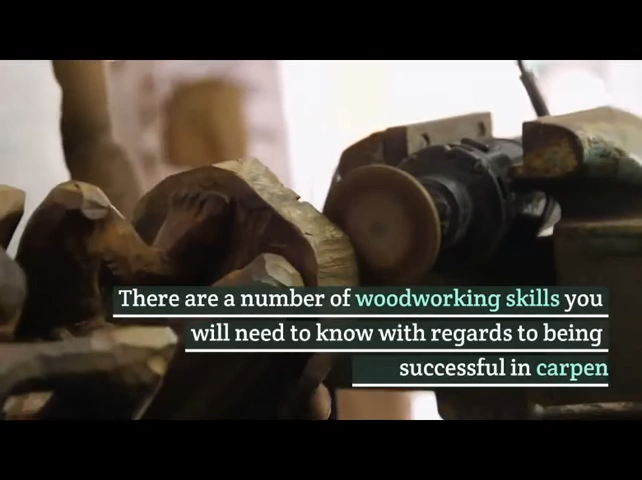 There are a number of woodworking skills you
will need to know with regards to being
successful in carpen